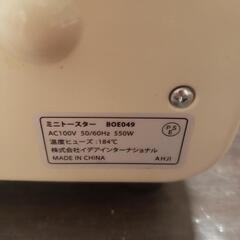 ミニトースター BOE049
AC100V 50/60Hz 550W
温度ヒューズ:184℃
株式会社イデアインターナショナル
MADE IN CHINA AHJI
PS
E